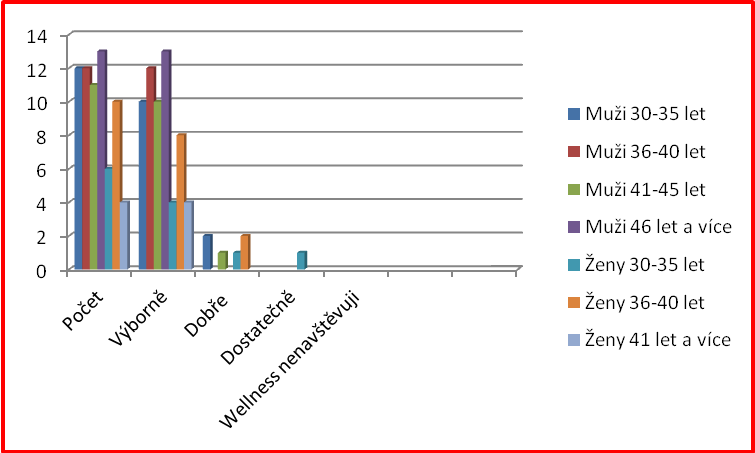 14
12
10
8
6
4
2
0
Počet
Výborně
Dobře
Dostatečně
Wellness nenavštěvuji
Muži 30-35 let
Muži 36-40 let
Muži 41-45 let
Muži 46 let a více
Ženy 30-35 let
Ženy 36-40 let
Ženy 41 let a více